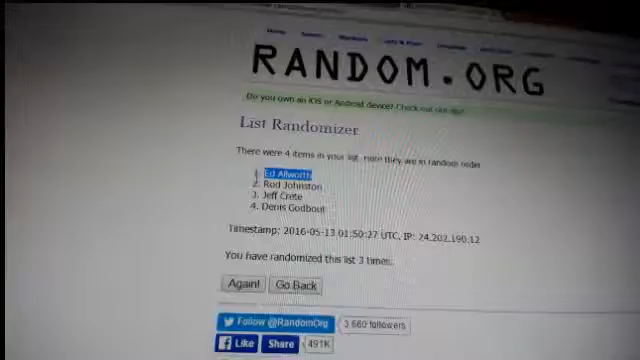 RANDOM.ORG
Do you own an iOS or Android device? Check out our app!
List Randomizer
There were 4 items in your list. Here they are in random order:
1. Ed Allworth
2. Rod Johnston
3. Jeff Crete
4. Denis Godbout
Timestamp: 2016-05-13 01:50:27 UTC, IP: 24.202.190.12
You have randomized this list 3 times.
Again! Go Back
Follow @RandomOrg 3,660 followers
Like Share 491K